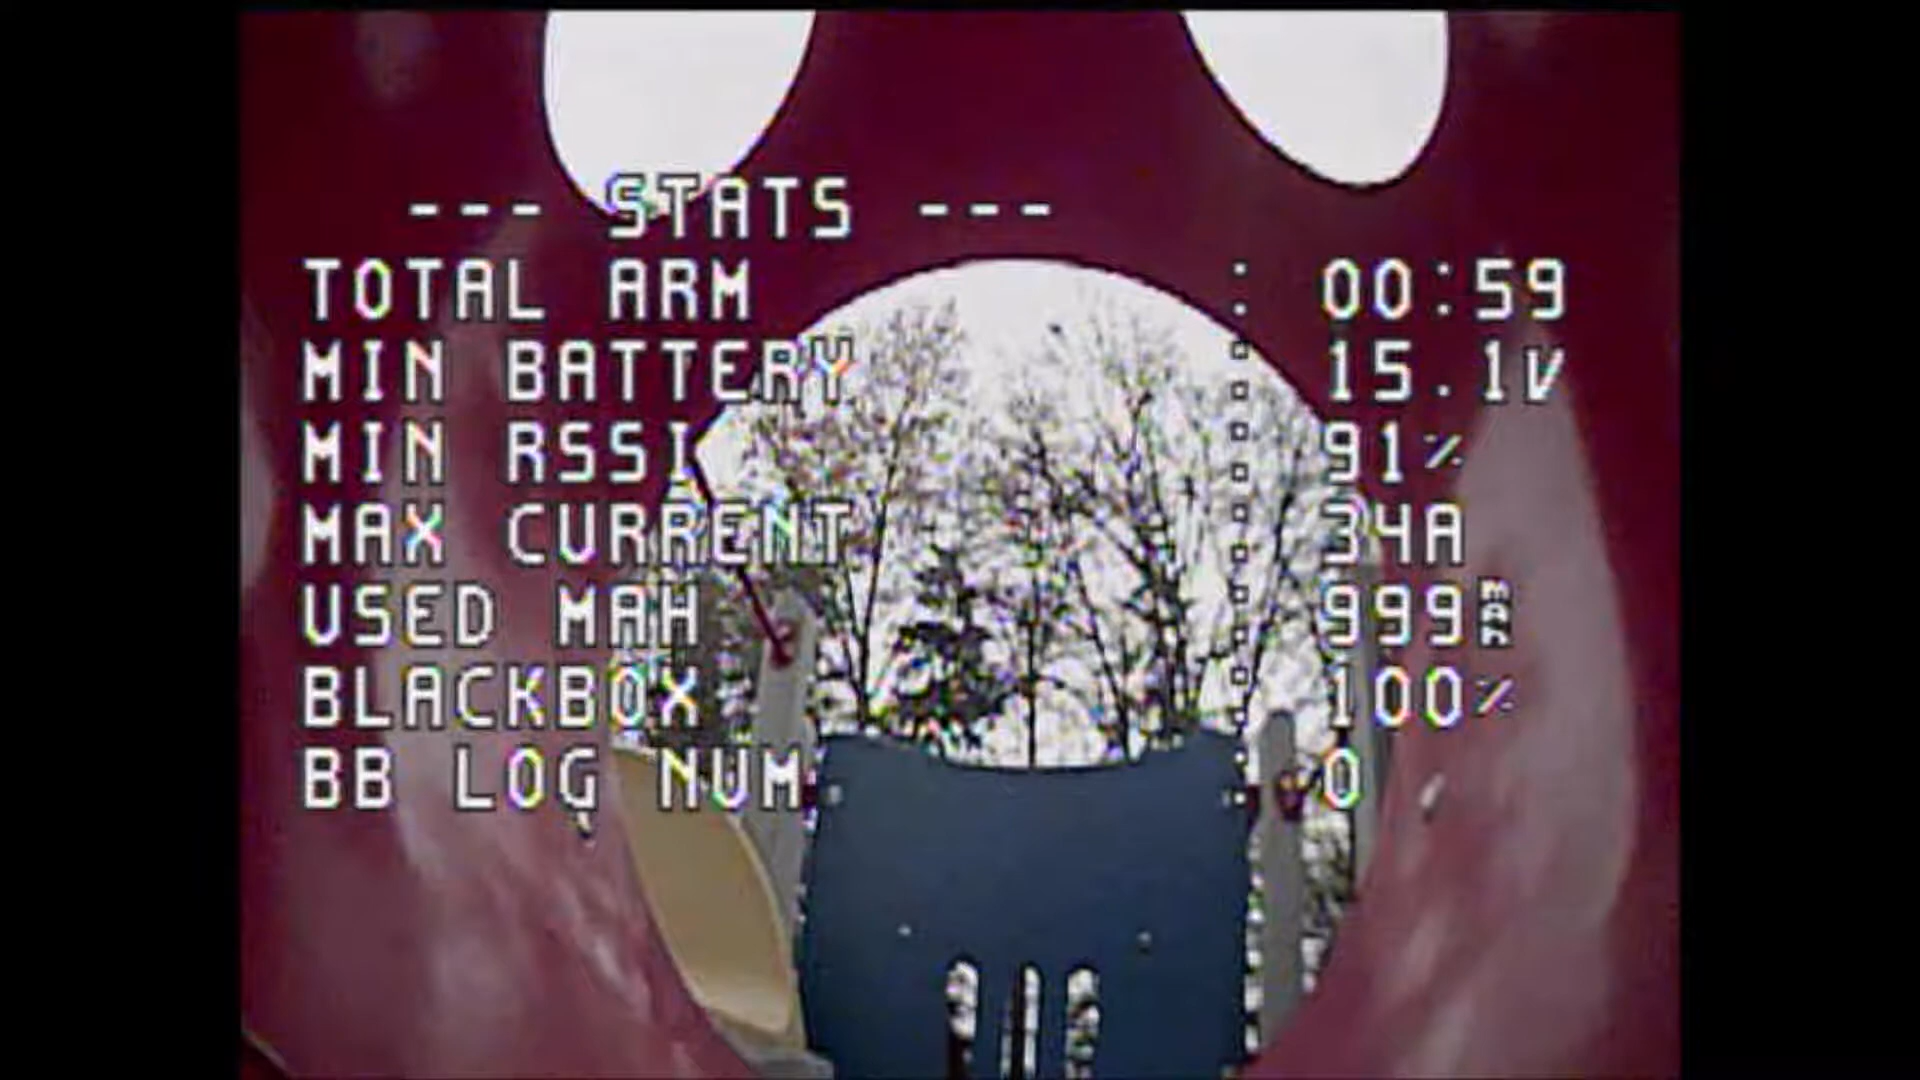 --- STATS ---
TOTAL ARM : 00:59
MIN BATTERY : 15.1V
MIN RSSI : 91%
MAX CURRENT : 34A
USED MAH : 999mAh
BLACKBOX : 100%
BB LOG NUM : 0